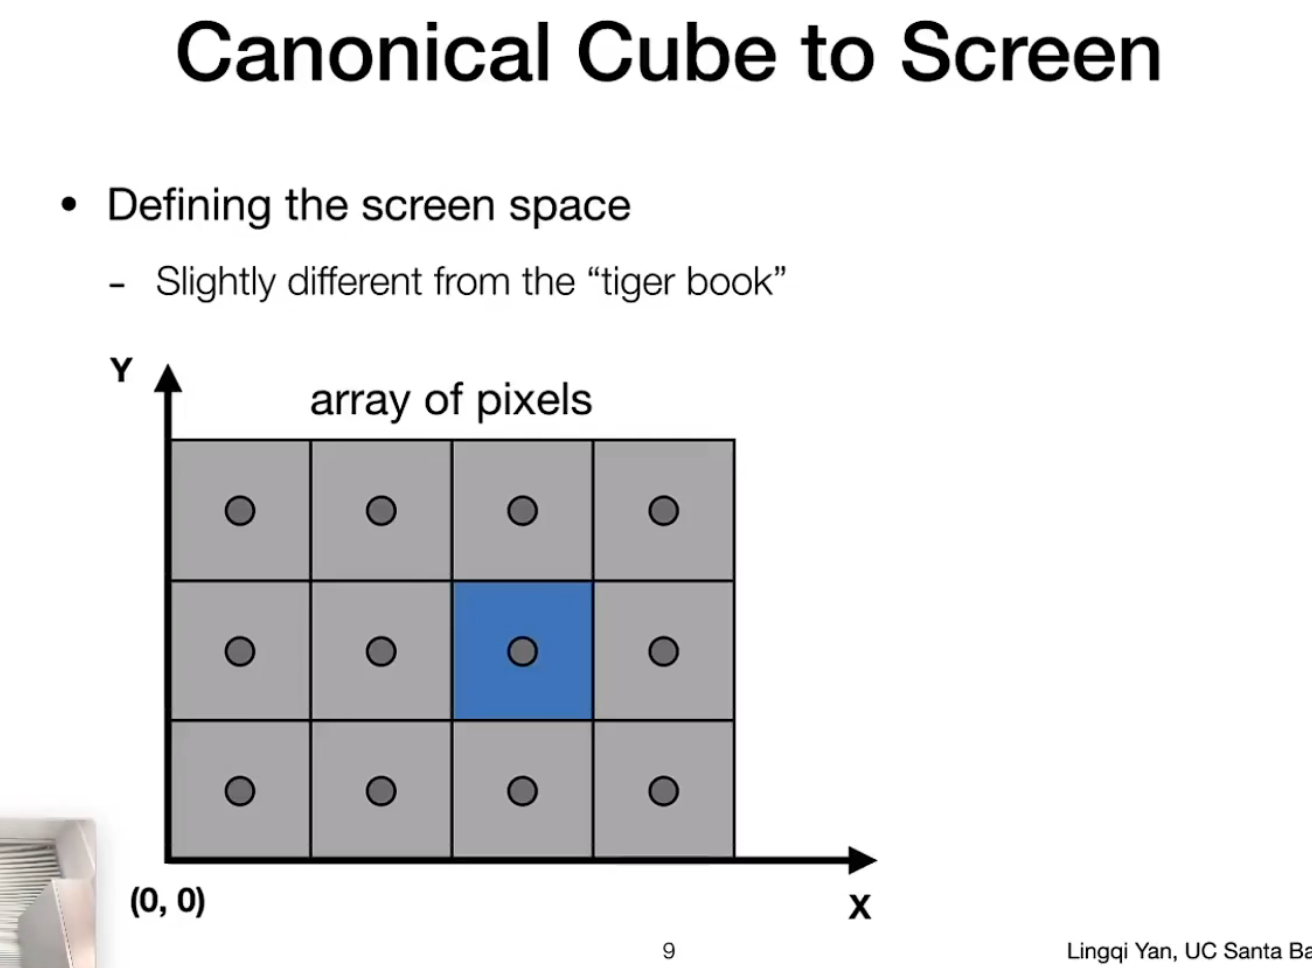 Canonical Cube to Screen
• Defining the screen space
- Slightly different from the “tiger book”
Y
array of pixels
(0, 0)
X
9
Lingqi Yan, UC Santa Ba